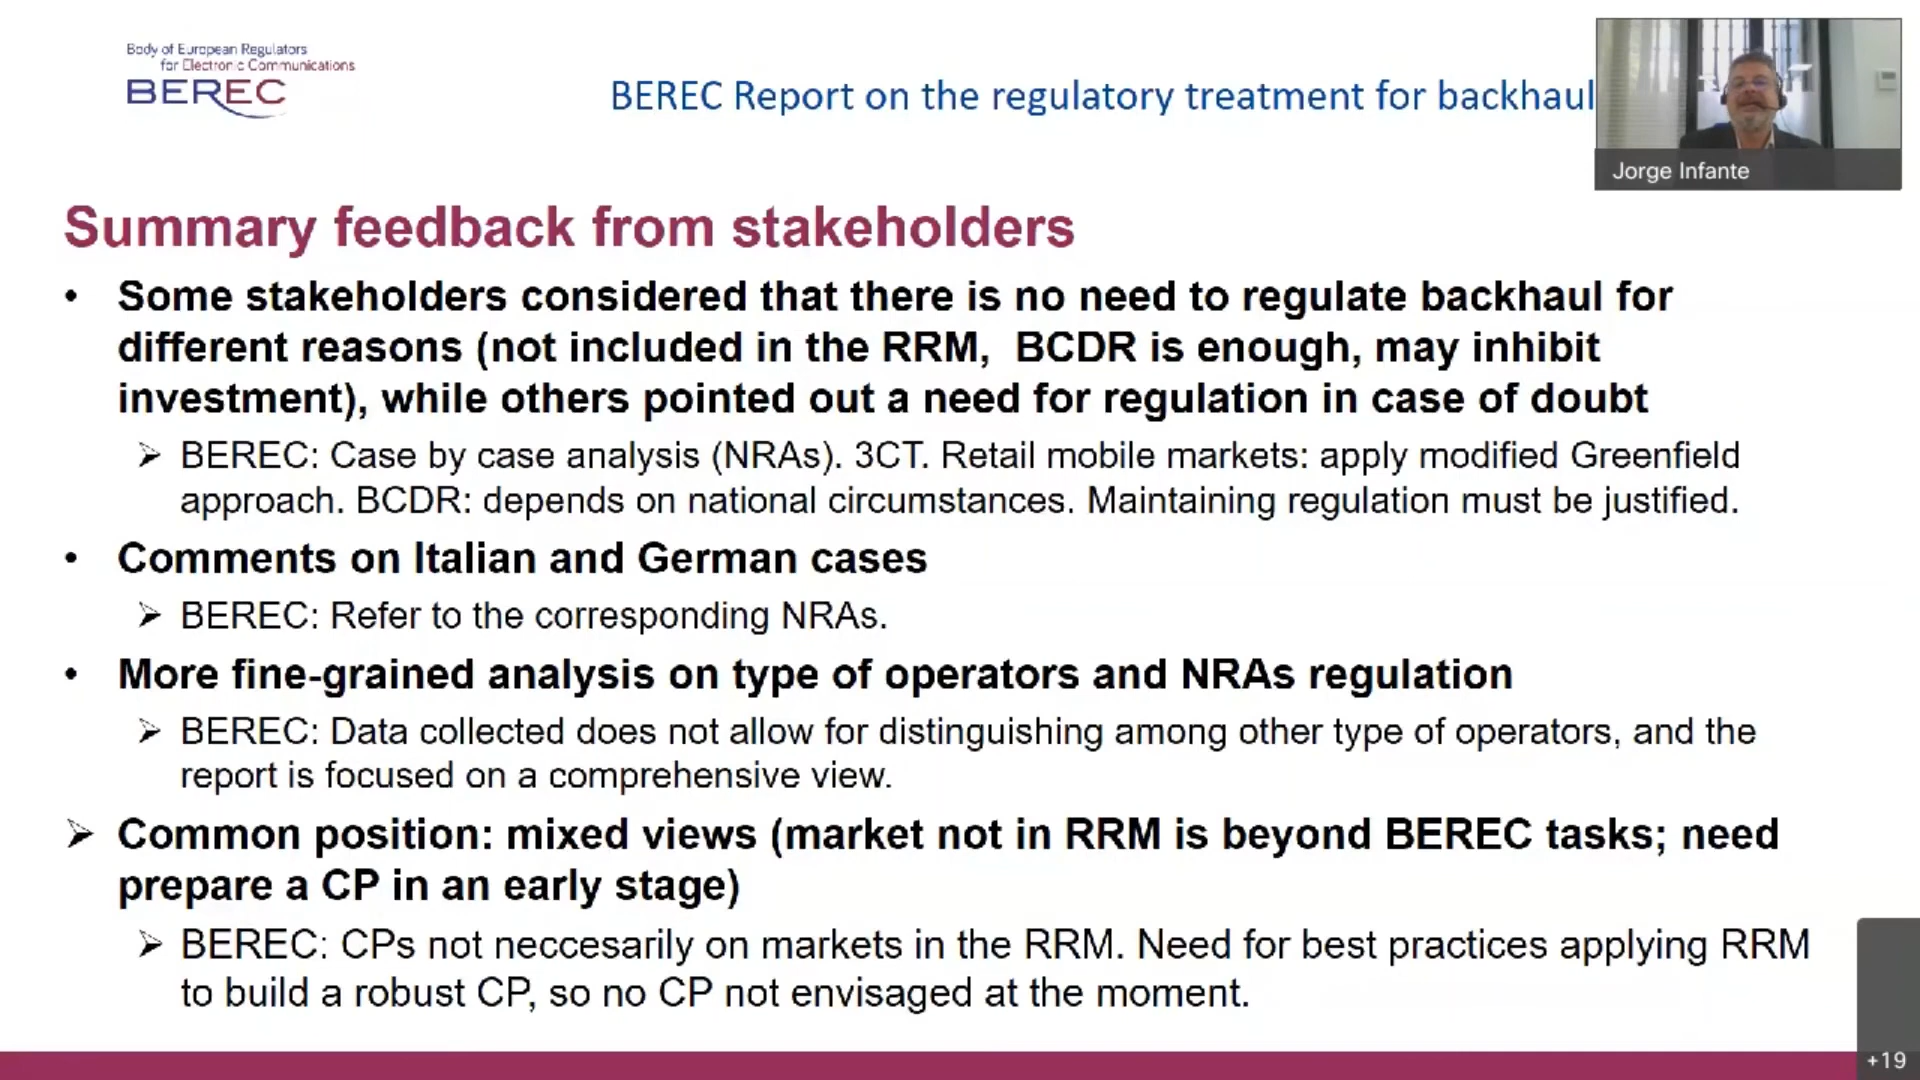 Body of European Regulators
for Electronic Communications
BEREC
BEREC Report on the regulatory treatment for backhaul
Jorge Infante
Summary feedback from stakeholders
• Some stakeholders considered that there is no need to regulate backhaul for
different reasons (not included in the RRM, BCDR is enough, may inhibit
investment), while others pointed out a need for regulation in case of doubt
➢ BEREC: Case by case analysis (NRAs). 3CT. Retail mobile markets: apply modified Greenfield
approach. BCDR: depends on national circumstances. Maintaining regulation must be justified.
• Comments on Italian and German cases
➢ BEREC: Refer to the corresponding NRAs.
• More fine-grained analysis on type of operators and NRAs regulation
➢ BEREC: Data collected does not allow for distinguishing among other type of operators, and the
report is focused on a comprehensive view.
➢ Common position: mixed views (market not in RRM is beyond BEREC tasks; need
prepare a CP in an early stage)
➢ BEREC: CPs not neccesarily on markets in the RRM. Need for best practices applying RRM
to build a robust CP, so no CP not envisaged at the moment.
+19